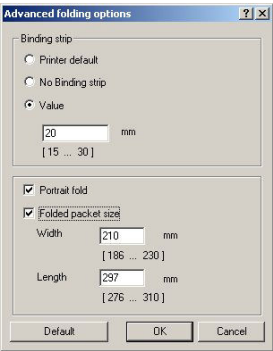 Advanced folding options
Binding strip
Printer default
No Binding strip
Value
20 mm
[ 15 ... 30 ]
Portrait fold
Folded packet size
Width 210 mm
[ 186 ... 230 ]
Length 297 mm
[ 276 ... 310 ]
Default OK Cancel